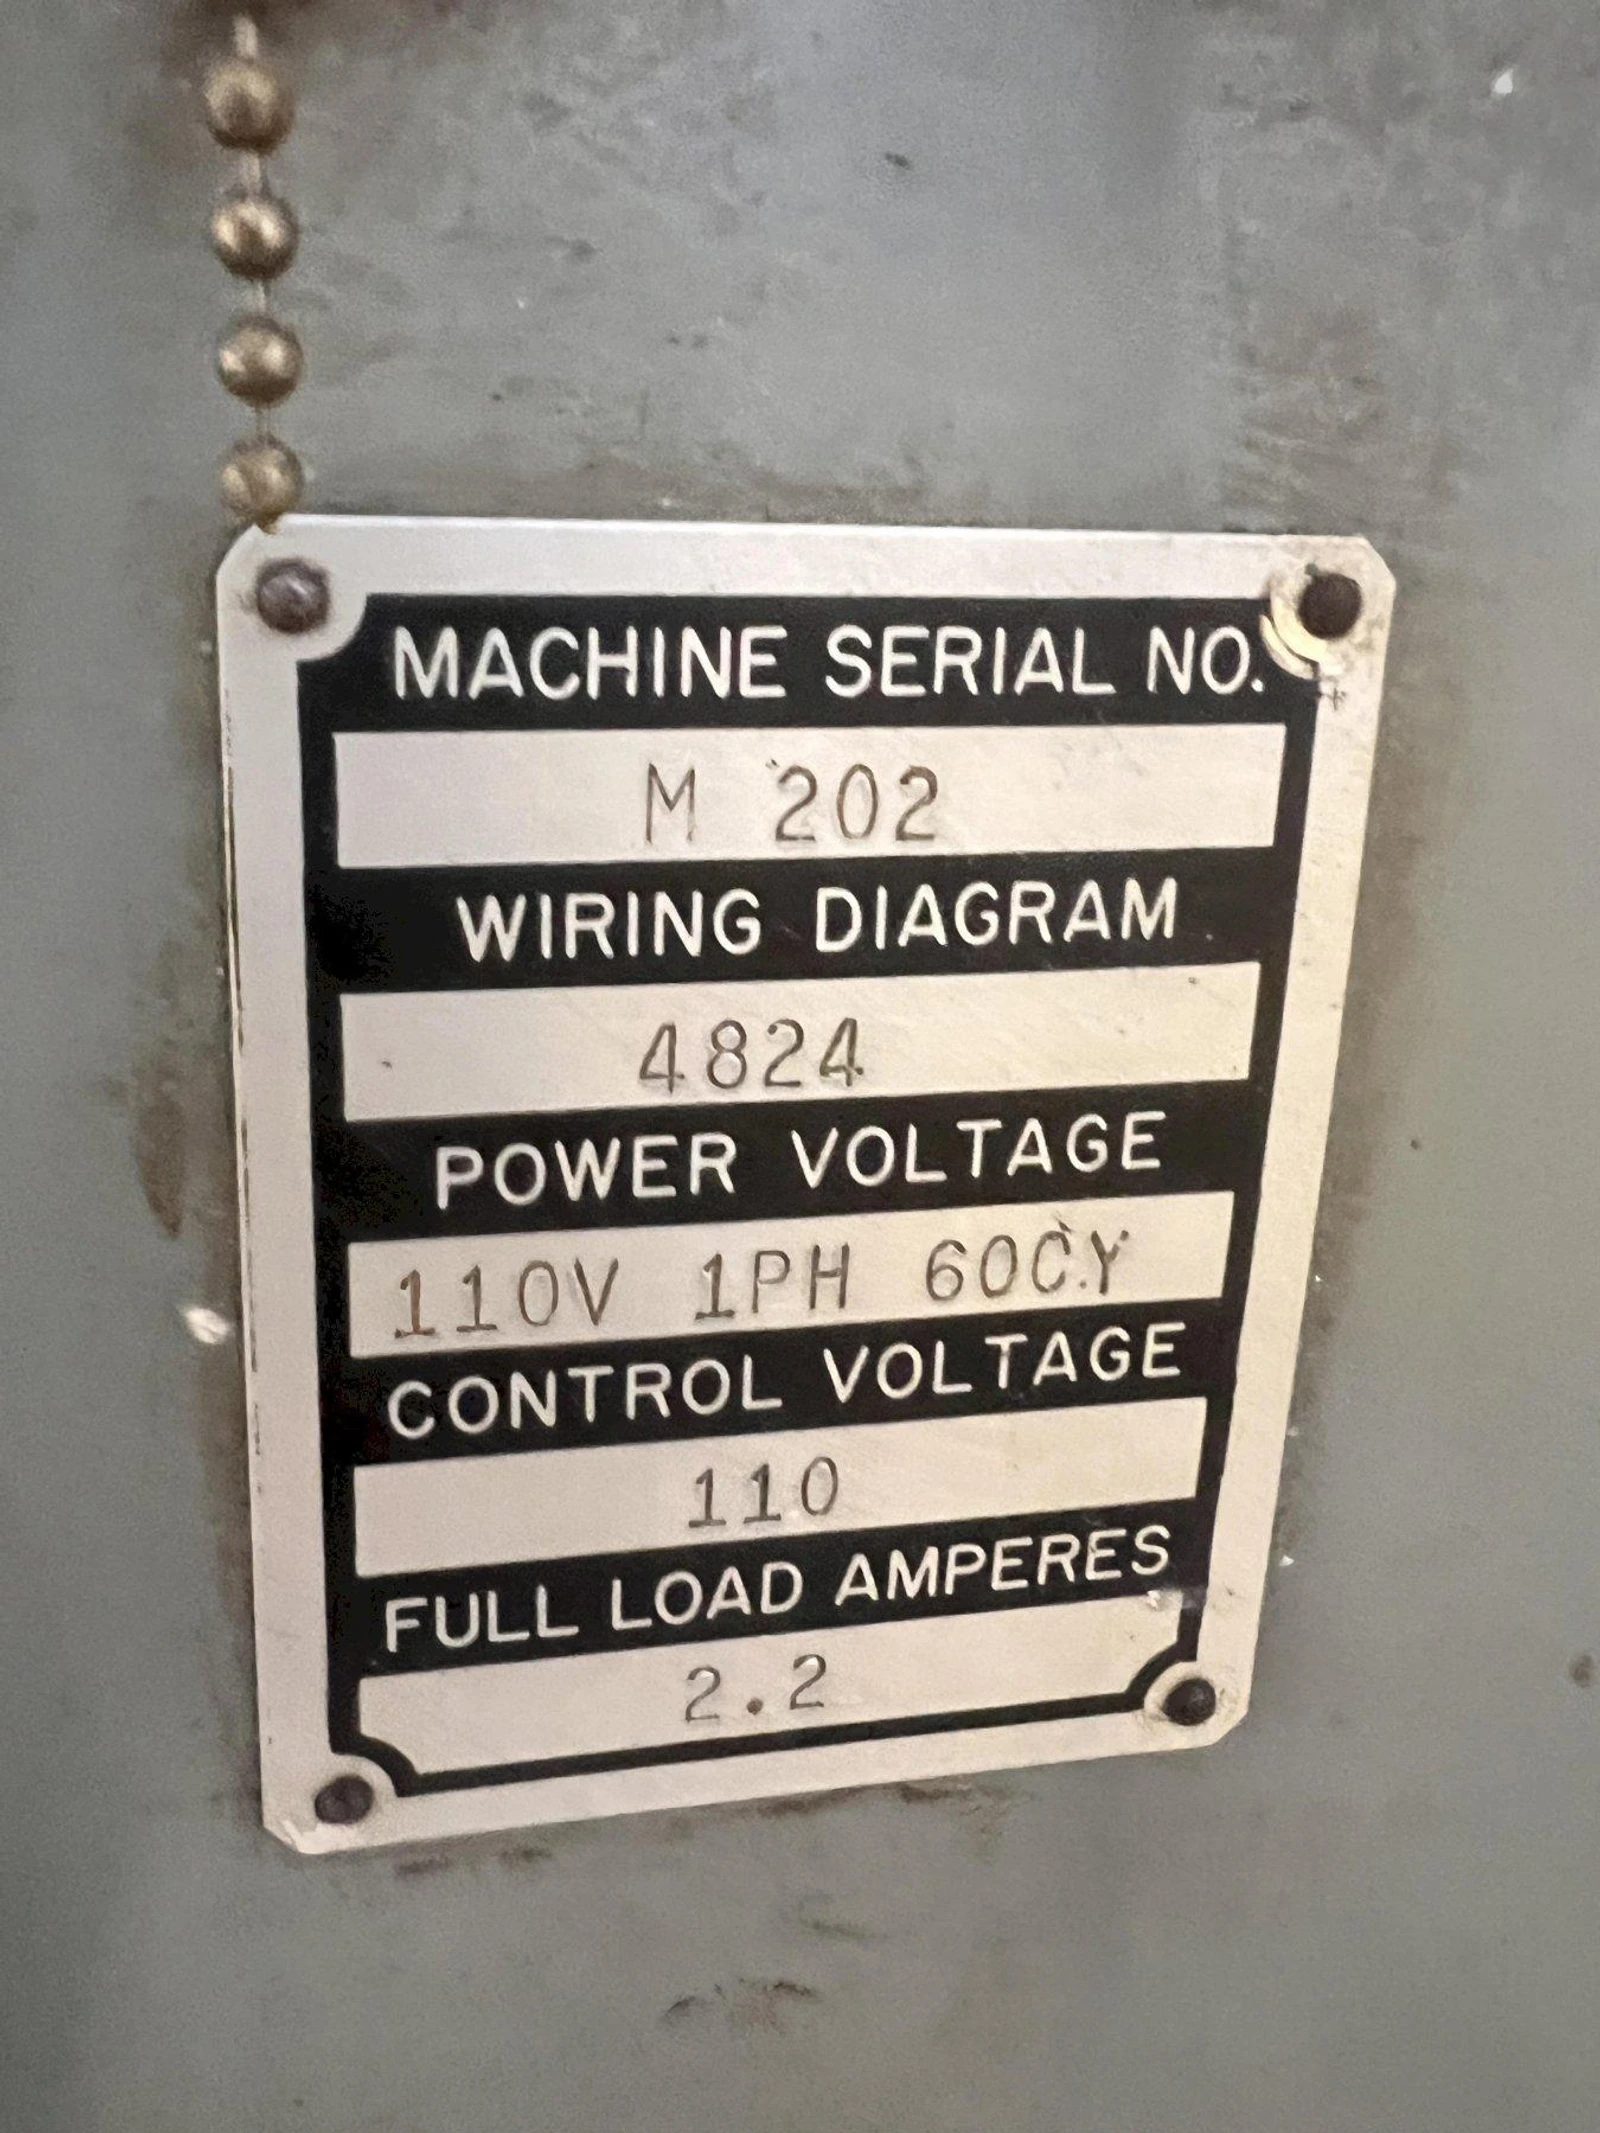 MACHINE SERIAL NO.
M 202
WIRING DIAGRAM
4824
POWER VOLTAGE
110V 1PH 60CY
CONTROL VOLTAGE
110
FULL LOAD AMPERES
2.2